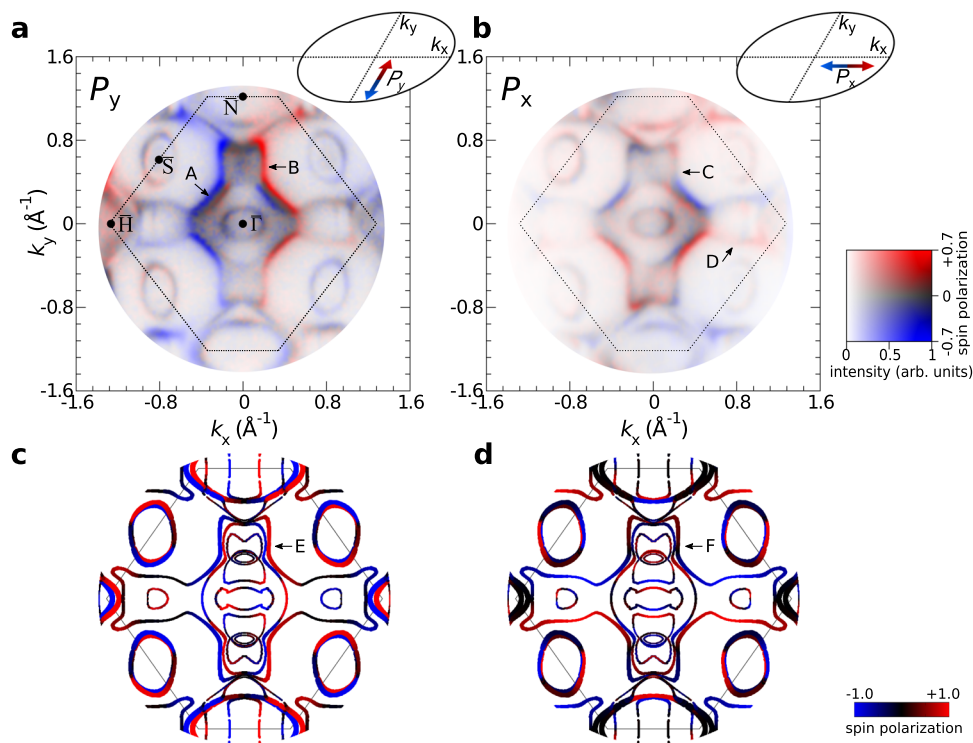 a
b
k_y
k_x
P_y
k_y
k_x
P_x
P_y
P_x
1.6
0.8
0
-0.8
-1.6
k_y (Å⁻¹)
N̅
S̅
H̅
Γ̅
A
B
-1.6
-0.8
0
0.8
1.6
k_x (Å⁻¹)
1.6
0.8
0
-0.8
-1.6
k_y (Å⁻¹)
C
D
-1.6
-0.8
0
0.8
1.6
k_x (Å⁻¹)
+0.7
0
-0.7
spin polarization
0
0.5
1
intensity (arb. units)
c
d
E
F
-1.0
+1.0
spin polarization